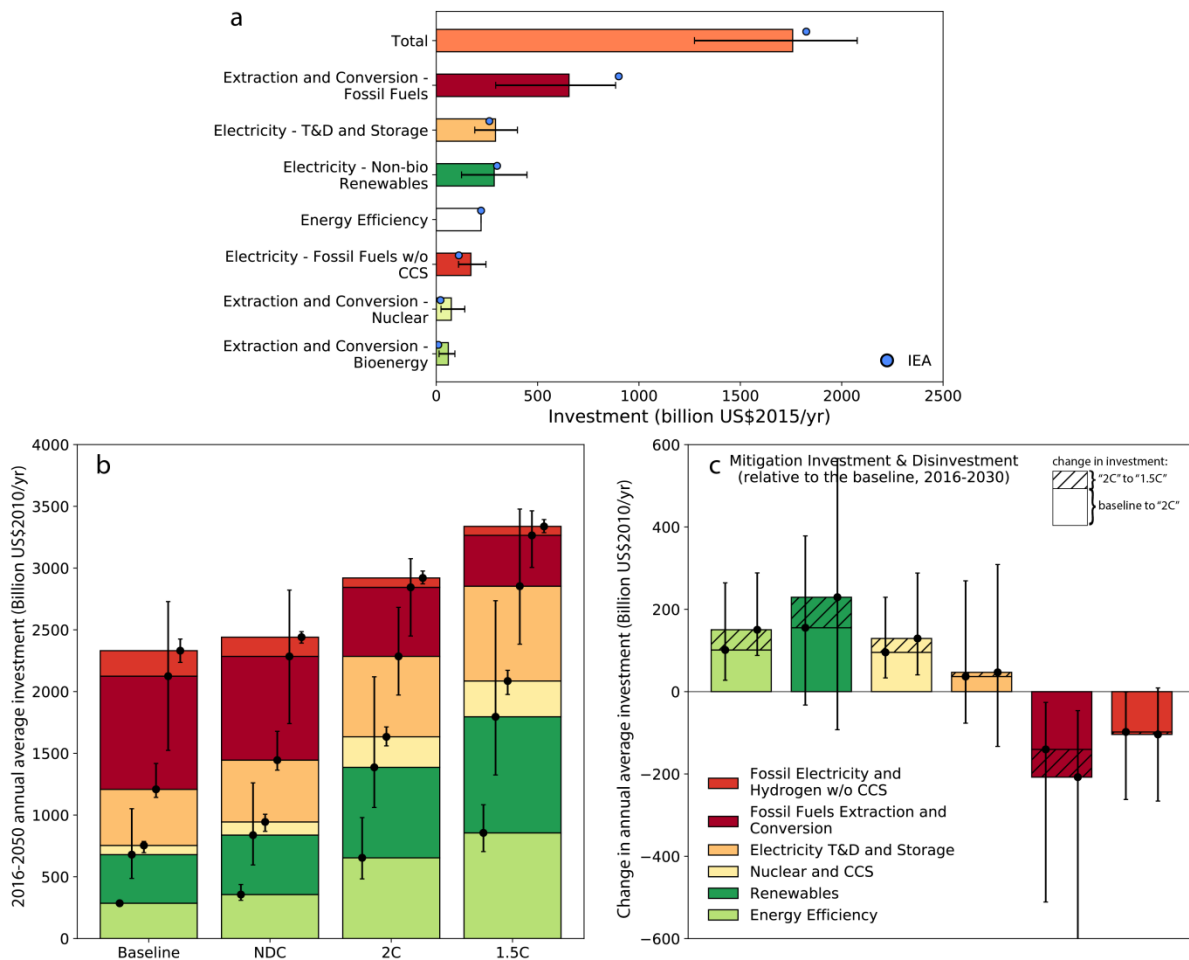 a
Total
Extraction and Conversion -
Fossil Fuels
Electricity - T&D and Storage
Electricity - Non-bio
Renewables
Energy Efficiency
Electricity - Fossil Fuels w/o
CCS
Extraction and Conversion -
Nuclear
Extraction and Conversion -
Bioenergy
IEA
0 500 1000 1500 2000 2500
Investment (billion US$2015/yr)
b
2016-2050 annual average investment (Billion US$2010/yr)
4000
3500
3000
2500
2000
1500
1000
500
0
Baseline NDC 2C 1.5C
c
Mitigation Investment & Disinvestment
(relative to the baseline, 2016-2030)
change in investment:
"2C" to "1.5C"
baseline to "2C"
Change in annual average investment (Billion US$2010/yr)
600
400
200
0
−200
−400
−600
Fossil Electricity and
Hydrogen w/o CCS
Fossil Fuels Extraction and
Conversion
Electricity T&D and Storage
Nuclear and CCS
Renewables
Energy Efficiency